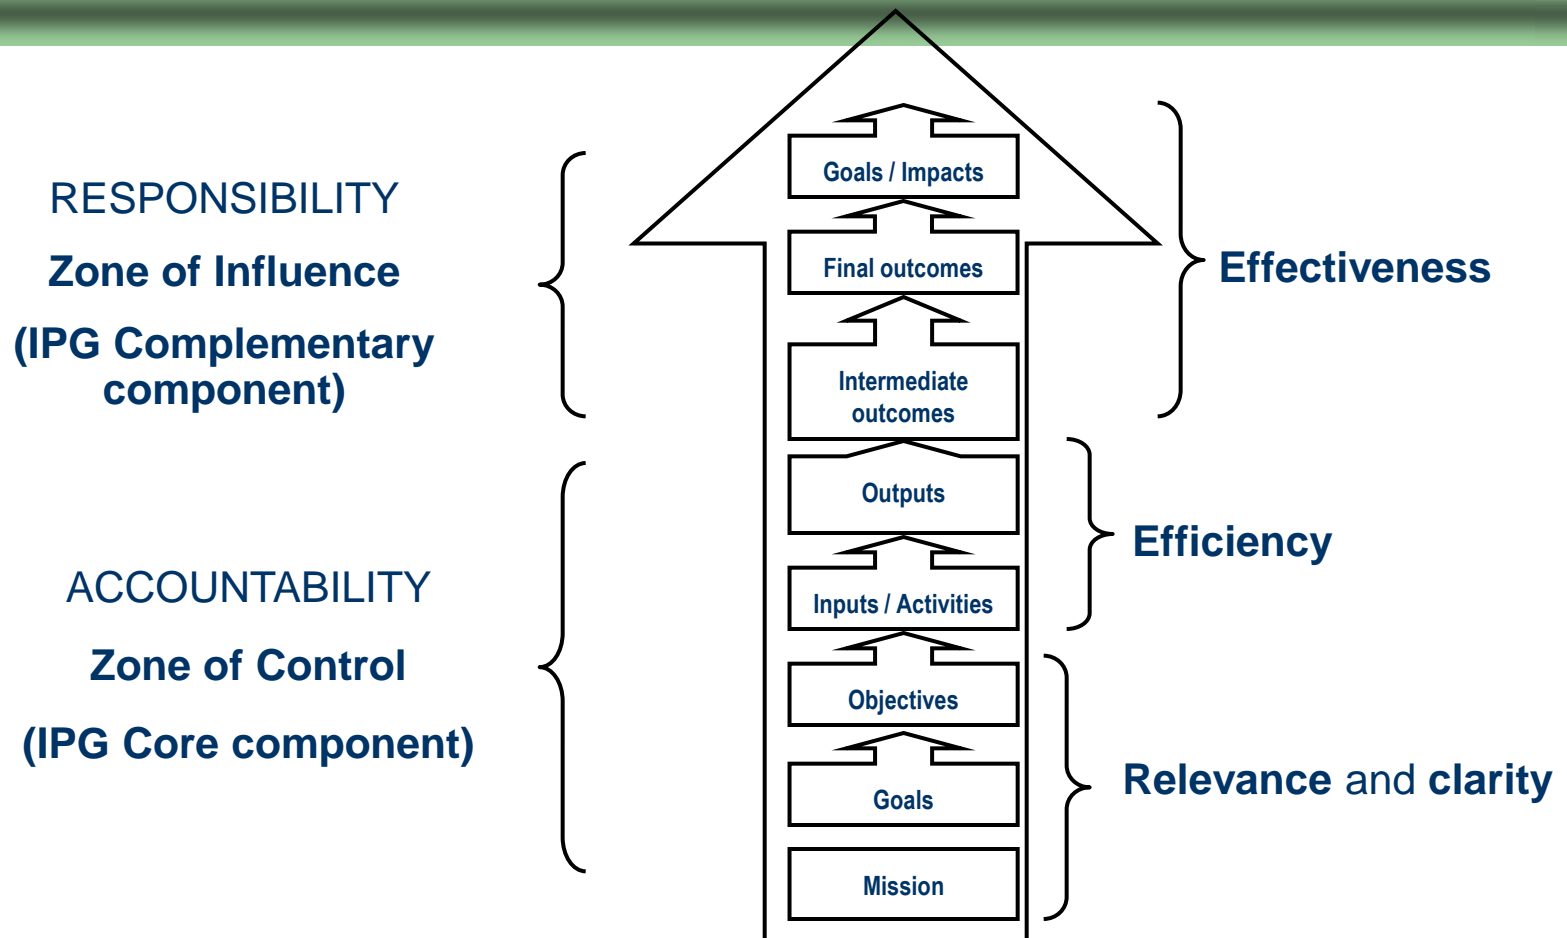 RESPONSIBILITY
Zone of Influence
(IPG Complementary
component)
ACCOUNTABILITY
Zone of Control
(IPG Core component)
Goals / Impacts
Final outcomes
Intermediate
outcomes
Outputs
Inputs / Activities
Objectives
Goals
Mission
Effectiveness
Efficiency
Relevance and clarity